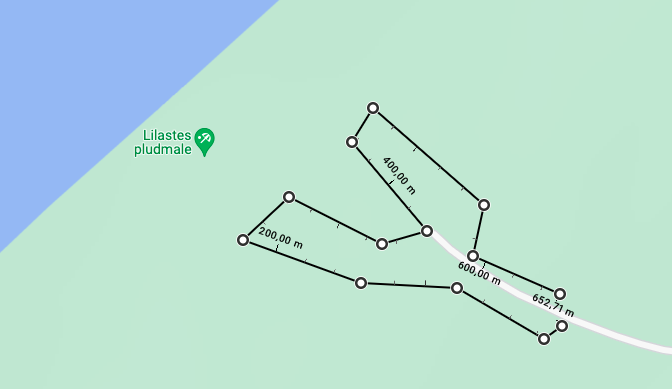 Lilastes
pludmale
400,00 m
200,00 m
600,00 m
652,71 m